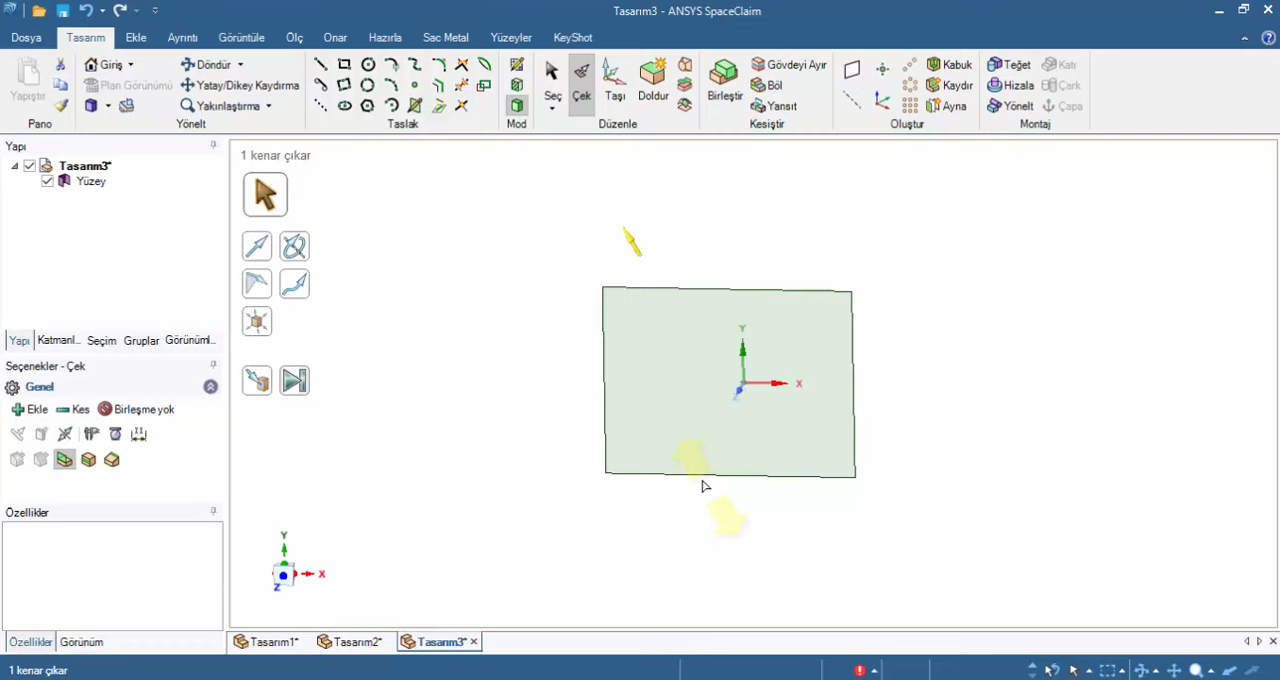 Tasarım3 - ANSYS SpaceClaim
Dosya Tasarım Ekle Ayrıntı Görüntüle Ölç Onar Hazırla Sac Metal Yüzeyler KeyShot
Yapıştır
Giriş
Plan Görünümü
Döndür
Yatay/Dikey Kaydırma
Yakınlaştırma
Seç
Çek
Taşı
Doldur
Birleştir
Gövdeyi Ayır
Böl
Yansıt
Kabuk
Kaydır
Ayna
Teğet
Hizala
Yönelt
Katı
Çark
Çapa
Pano Yönelt Taslak Mod Düzenle Kesiştir Oluştur Montaj
Yapı
Tasarım3*
Yüzey
Yapı Katmanl... Seçim Gruplar Görünüml...
Seçenekler - Çek
Genel
Ekle Kes Birleşme yok
Özellikler
Özellikler Görünüm
1 kenar çıkar
Y
X
Z
Y
X
Z
Tasarım1* Tasarım2* Tasarım3*
1 kenar çıkar